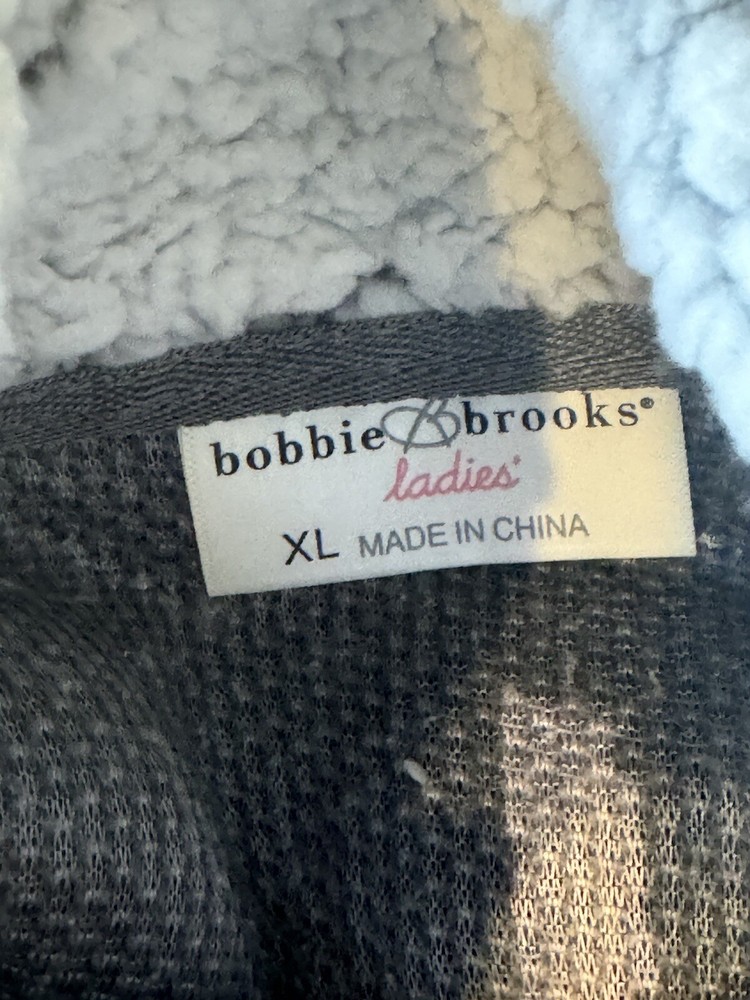 bobbie brooks®
ladies'
XL MADE IN CHINA